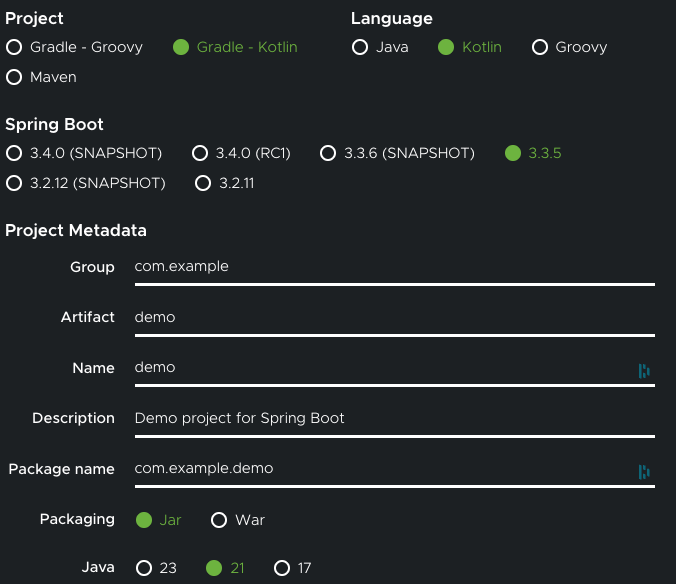 Project
Gradle - Groovy Gradle - Kotlin
Maven
Language
Java Kotlin Groovy
Spring Boot
3.4.0 (SNAPSHOT) 3.4.0 (RC1) 3.3.6 (SNAPSHOT) 3.3.5
3.2.12 (SNAPSHOT) 3.2.11
Project Metadata
Group com.example
Artifact demo
Name demo
Description Demo project for Spring Boot
Package name com.example.demo
Packaging Jar War
Java 23 21 17